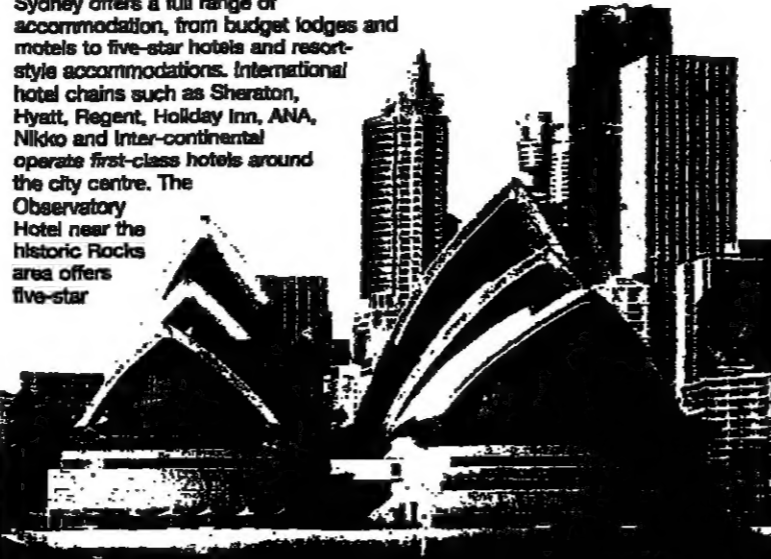 Sydney offers a full range of
accommodation, from budget lodges and
motels to five-star hotels and resort-
style accommodations. International
hotel chains such as Sheraton,
Hyatt, Regent, Holiday Inn, ANA,
Nikko and Inter-continental
operate first-class hotels around
the city centre. The
Observatory
Hotel near the
historic Rocks
area offers
five-star